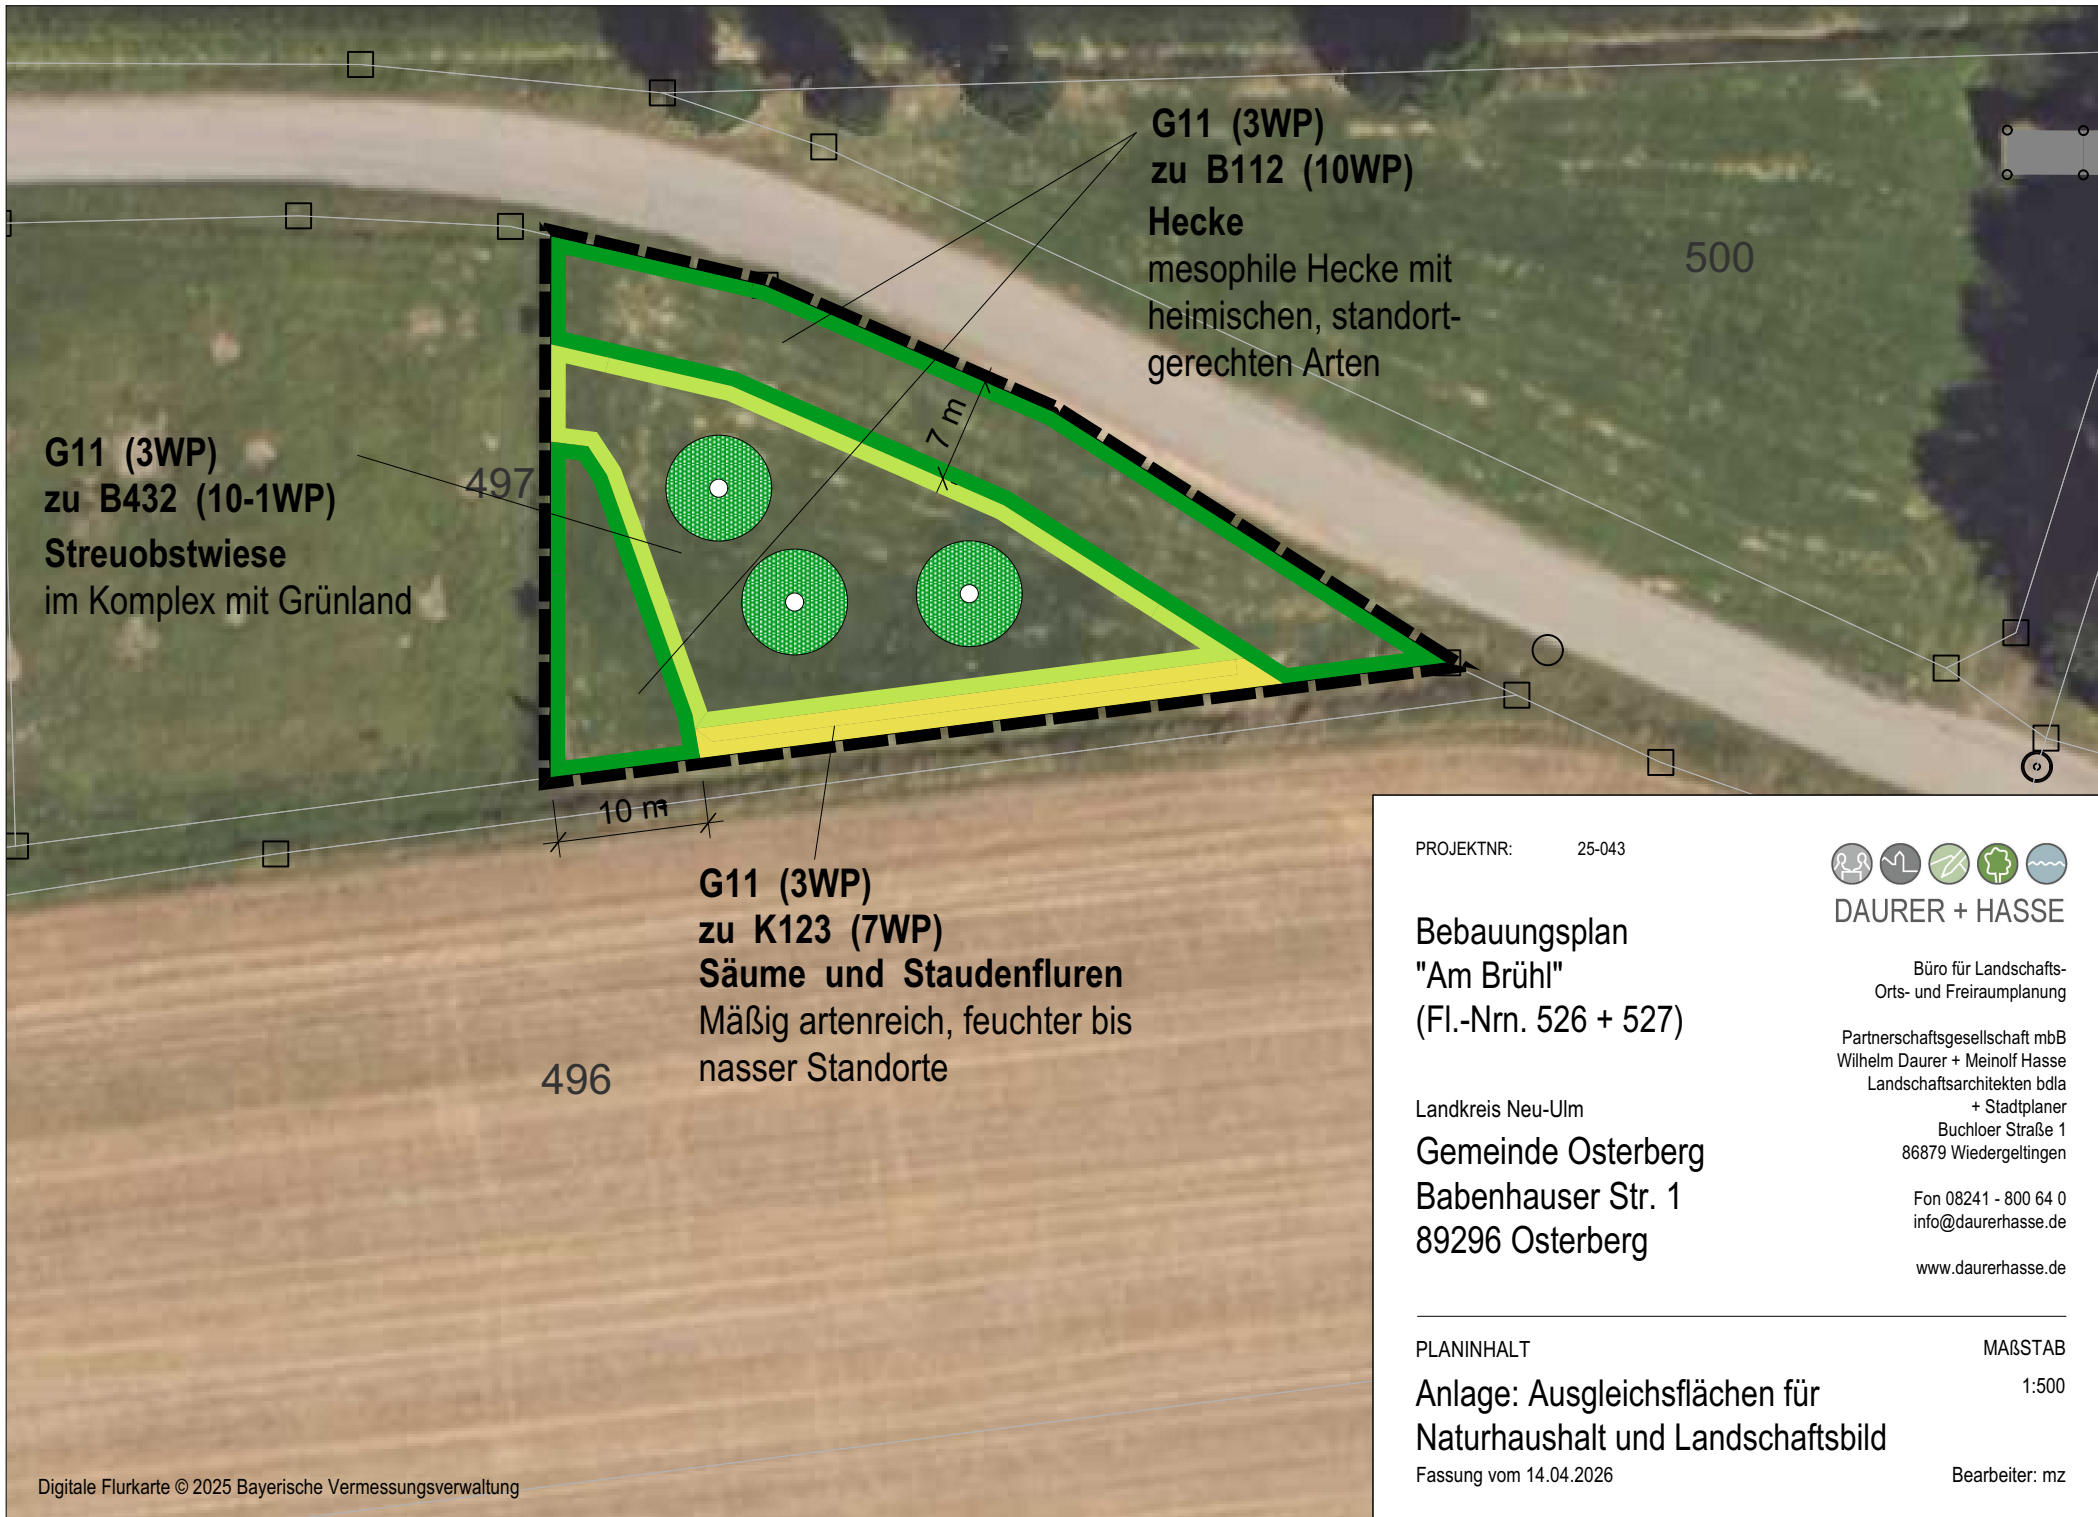 G11 (3WP)
zu B112 (10WP)
Hecke
mesophile Hecke mit
heimischen, standort-
gerechten Arten
500
7 m
G11 (3WP)
zu B432 (10-1WP)
Streuobstwiese
im Komplex mit Grünland
497
10 m
G11 (3WP)
zu K123 (7WP)
Säume und Staudenfluren
Mäßig artenreich, feuchter bis
nasser Standorte
496
PROJEKTNR: 25-043
DAURER + HASSE
Büro für Landschafts-
Orts- und Freiraumplanung
Partnerschaftsgesellschaft mbB
Wilhelm Daurer + Meinolf Hasse
Landschaftsarchitekten bdla
+ Stadtplaner
Buchloer Straße 1
86879 Wiedergeltingen
Fon 08241 - 800 64 0
info@daurerhasse.de
www.daurerhasse.de
Bebauungsplan
"Am Brühl"
(Fl.-Nrn. 526 + 527)
Landkreis Neu-Ulm
Gemeinde Osterberg
Babenhauser Str. 1
89296 Osterberg
PLANINHALT
MAßSTAB
1:500
Anlage: Ausgleichsflächen für
Naturhaushalt und Landschaftsbild
Fassung vom 14.04.2026
Bearbeiter: mz
Digitale Flurkarte © 2025 Bayerische Vermessungsverwaltung